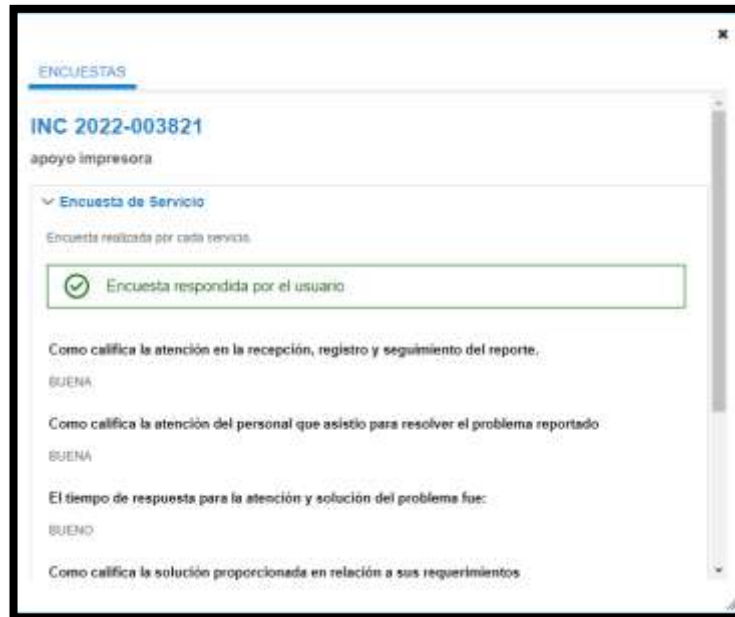 ENCUESTAS
INC 2022-003821
apoyo impresora
Encuesta de Servicio
Encuesta realizada por cada servicio.
Encuesta respondida por el usuario
Como califica la atención en la recepción, registro y seguimiento del reporte.
BUENA
Como califica la atención del personal que asistio para resolver el problema reportado
BUENA
El tiempo de respuesta para la atención y solución del problema fue:
BUENO
Como califica la solución proporcionada en relación a sus requerimientos